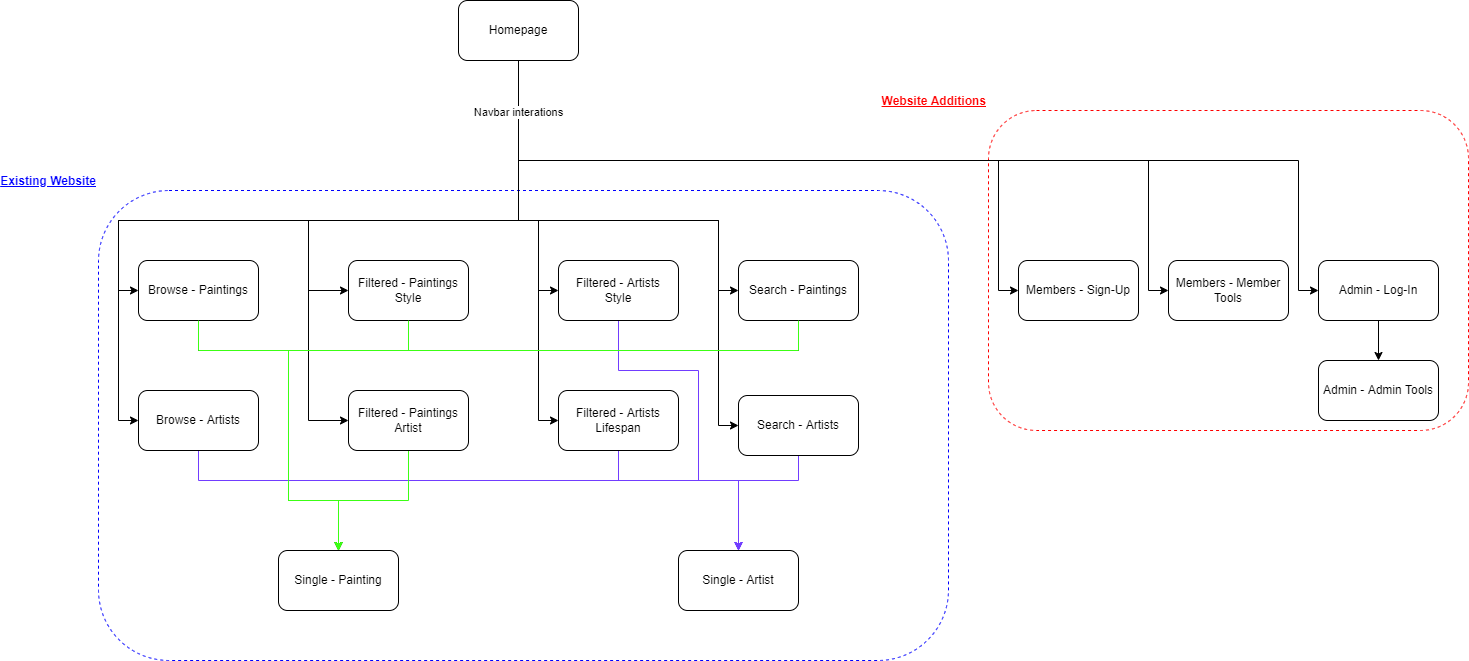 Homepage
Navbar interations
Website Additions
Existing Website
Browse - Paintings
Filtered - Paintings
Style
Filtered - Artists
Style
Search - Paintings
Members - Sign-Up
Members - Member
Tools
Admin - Log-In
Admin - Admin Tools
Browse - Artists
Filtered - Paintings
Artist
Filtered - Artists
Lifespan
Search - Artists
Single - Painting
Single - Artist